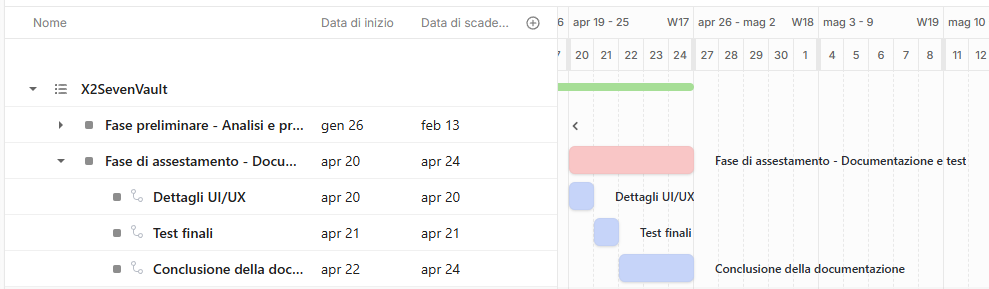 Nome Data di inizio Data di scade... 6 apr 19 - 25 W17 apr 26 - mag 2 W18 mag 3 - 9 W19 mag 10
20 21 22 23 24 27 28 29 30 1 4 5 6 7 8 11 12
X2SevenVault
Fase preliminare - Analisi e pr... gen 26 feb 13
Fase di assestamento - Docu... apr 20 apr 24 Fase di assestamento - Documentazione e test
Dettagli UI/UX apr 20 apr 20 Dettagli UI/UX
Test finali apr 21 apr 21 Test finali
Conclusione della doc... apr 22 apr 24 Conclusione della documentazione